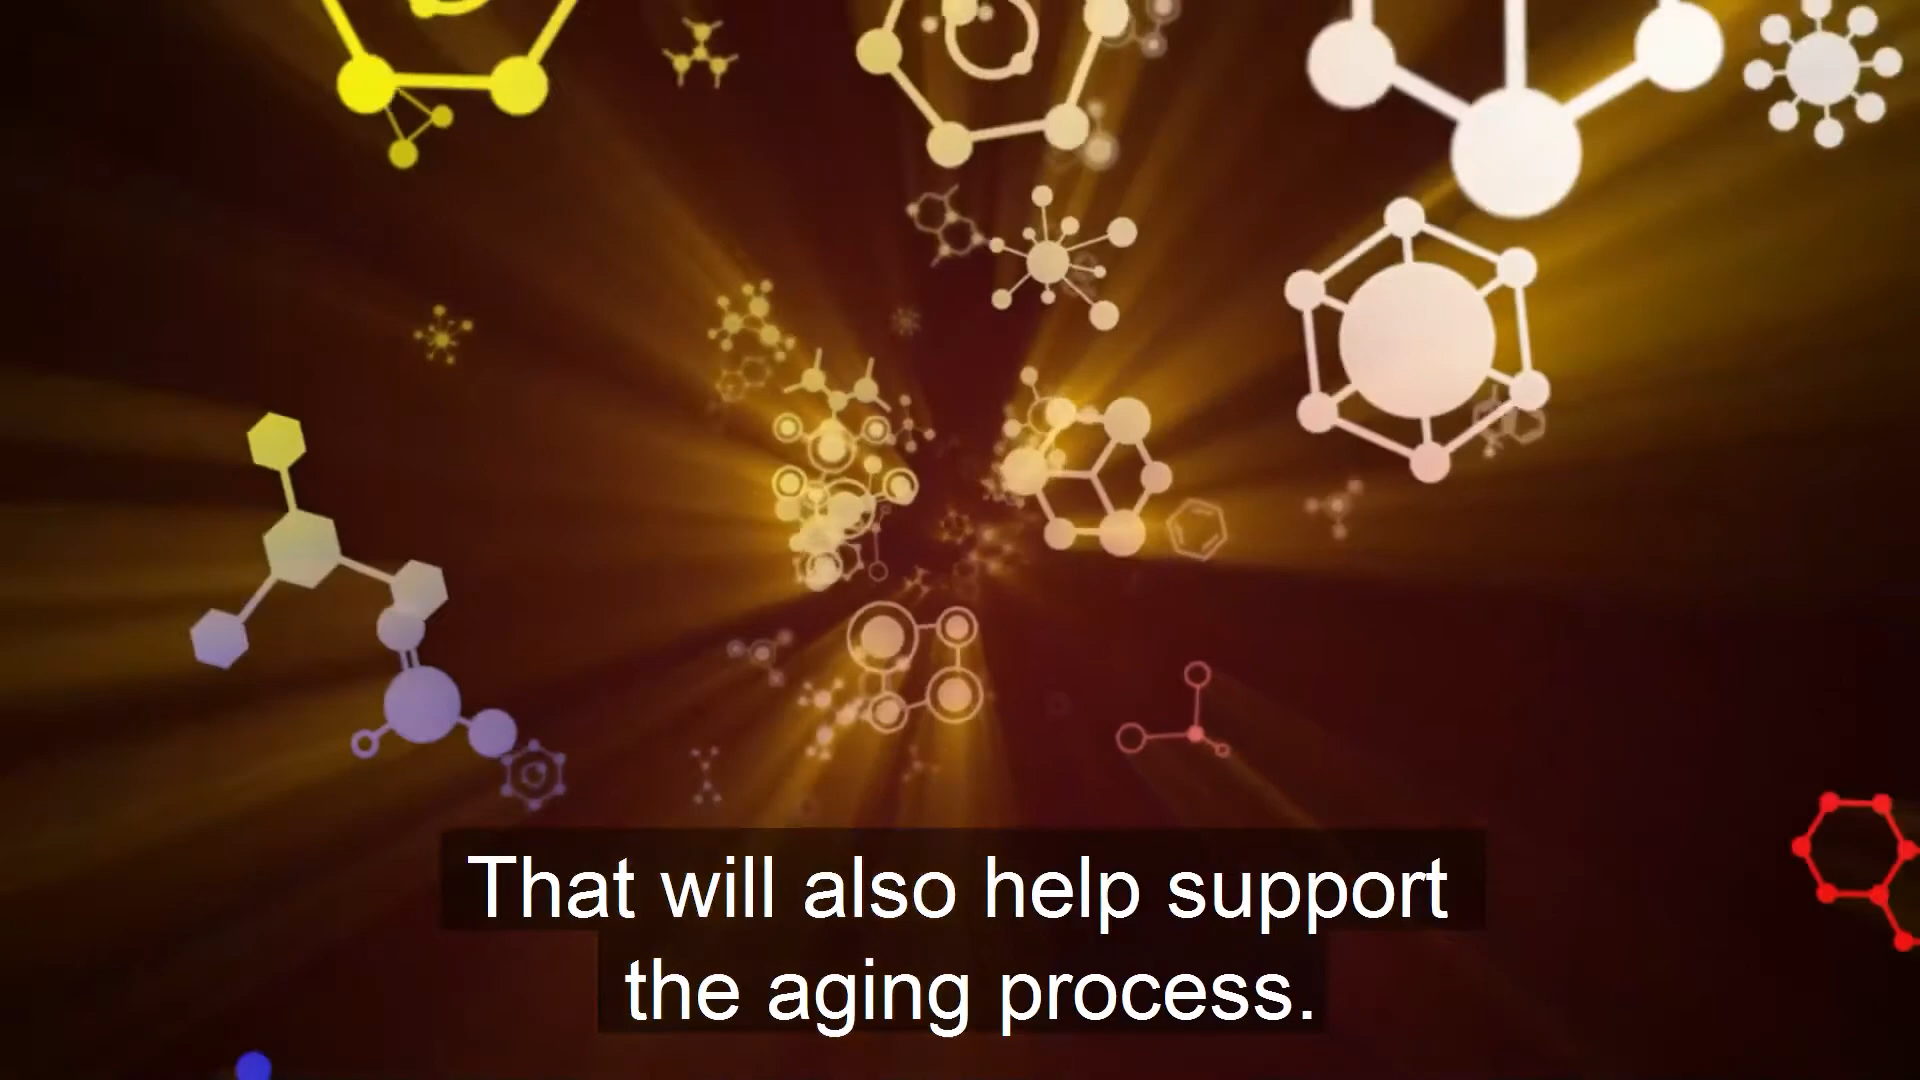 That will also help support
the aging process.